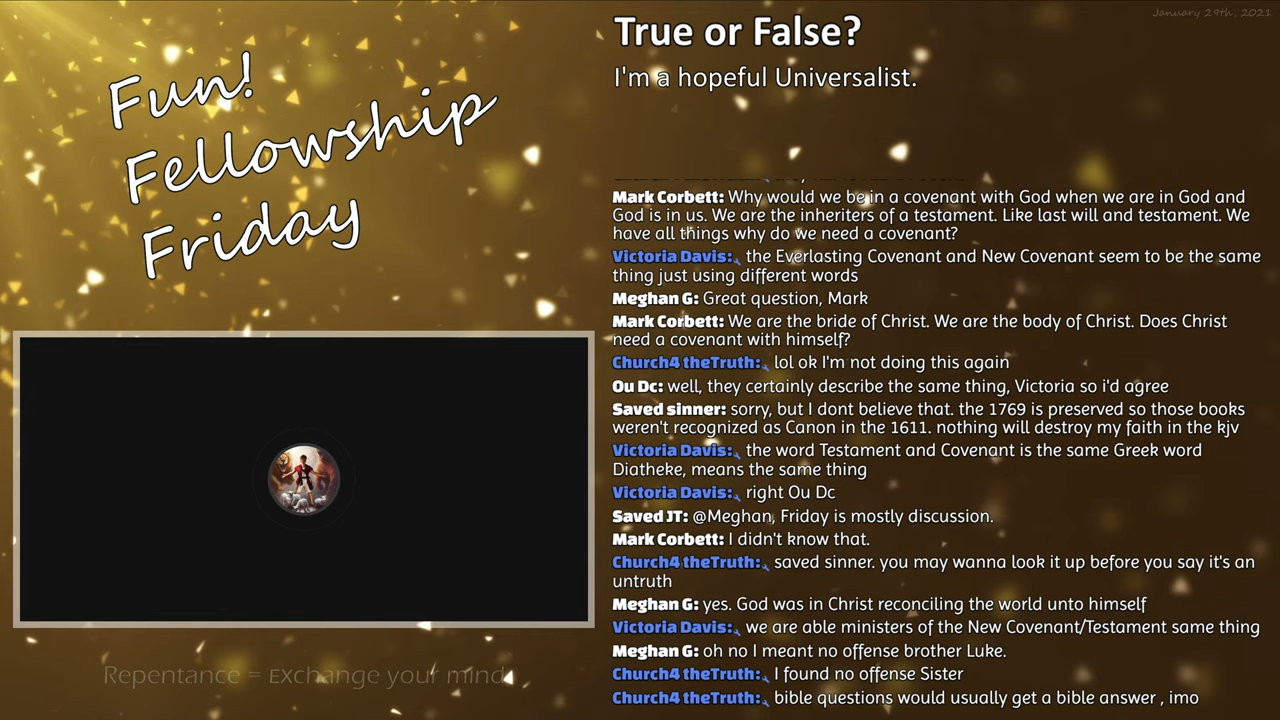 January 29th, 2021
Fun!
Fellowship
Friday
True or False?
I'm a hopeful Universalist.
Mark Corbett: Why would we be in a covenant with God when we are in God and
God is in us. We are the inheriters of a testament. Like last will and testament. We
have all things why do we need a covenant?
Victoria Davis: the Everlasting Covenant and New Covenant seem to be the same
thing just using different words
Meghan G: Great question, Mark
Mark Corbett: We are the bride of Christ. We are the body of Christ. Does Christ
need a covenant with himself?
Church4 theTruth: lol ok I'm not doing this again
Ou Dc: well, they certainly describe the same thing, Victoria so i'd agree
Saved sinner: sorry, but I dont believe that. the 1769 is preserved so those books
weren't recognized as Canon in the 1611. nothing will destroy my faith in the kjv
Victoria Davis: the word Testament and Covenant is the same Greek word
Diatheke, means the same thing
Victoria Davis: right Ou Dc
Saved JT: @Meghan, Friday is mostly discussion.
Mark Corbett: I didn't know that.
Church4 theTruth: saved sinner. you may wanna look it up before you say it's an
untruth
Meghan G: yes. God was in Christ reconciling the world unto himself
Victoria Davis: we are able ministers of the New Covenant/Testament same thing
Meghan G: oh no I meant no offense brother Luke.
Church4 theTruth: I found no offense Sister
Church4 theTruth: bible questions would usually get a bible answer , imo
Repentance = Exchange your mind